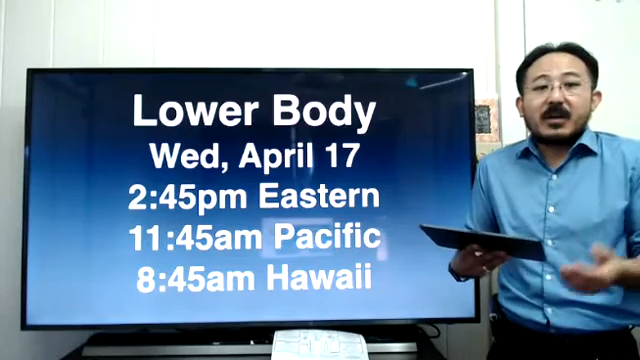 Lower Body
Wed, April 17
2:45pm Eastern
11:45am Pacific
8:45am Hawaii